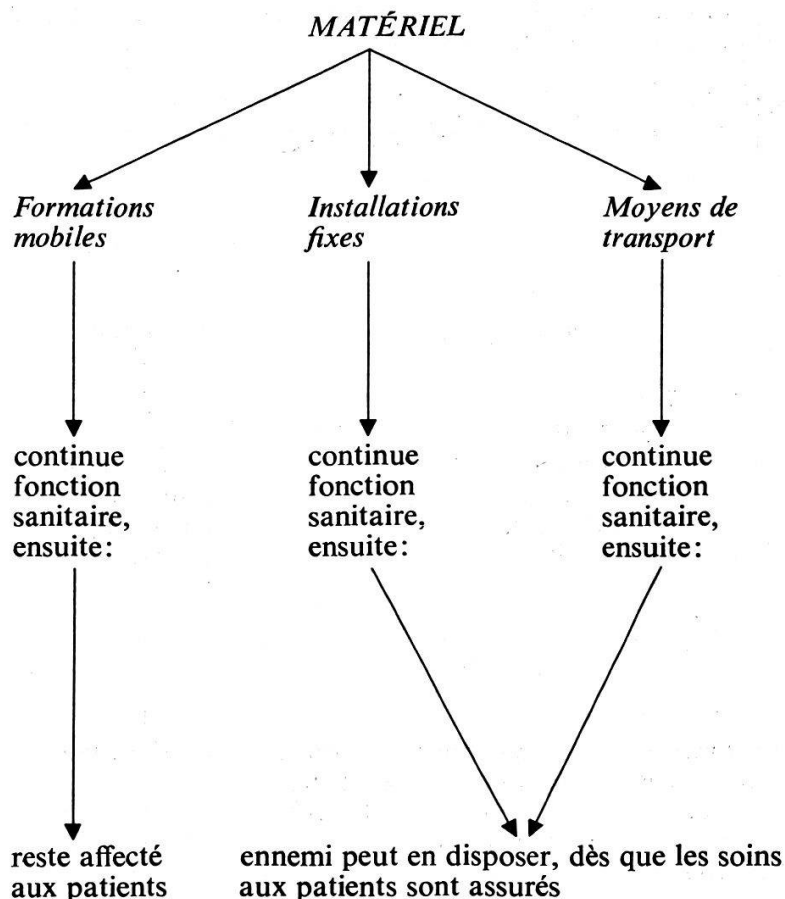 MATÉRIEL
Formations
mobiles
Installations
fixes
Moyens de
transport
continue
fonction
sanitaire,
ensuite:
continue
fonction
sanitaire,
ensuite:
continue
fonction
sanitaire,
ensuite:
reste affecté
aux patients
ennemi peut en disposer, dès que les soins
aux patients sont assurés